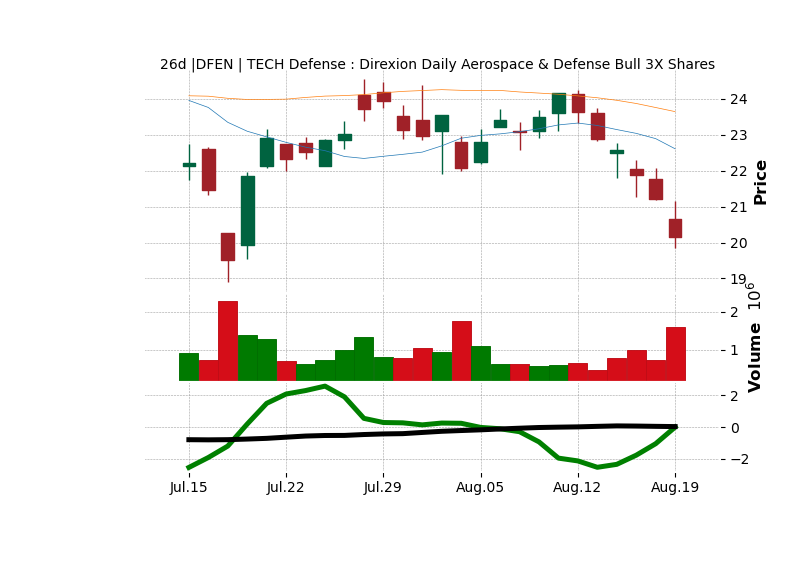 26d |DFEN | TECH Defense : Direxion Daily Aerospace & Defense Bull 3X Shares
24
23
22
21
20
19
Price
2
1
Volume 10^6
2
0
−2
Jul.15 Jul.22 Jul.29 Aug.05 Aug.12 Aug.19